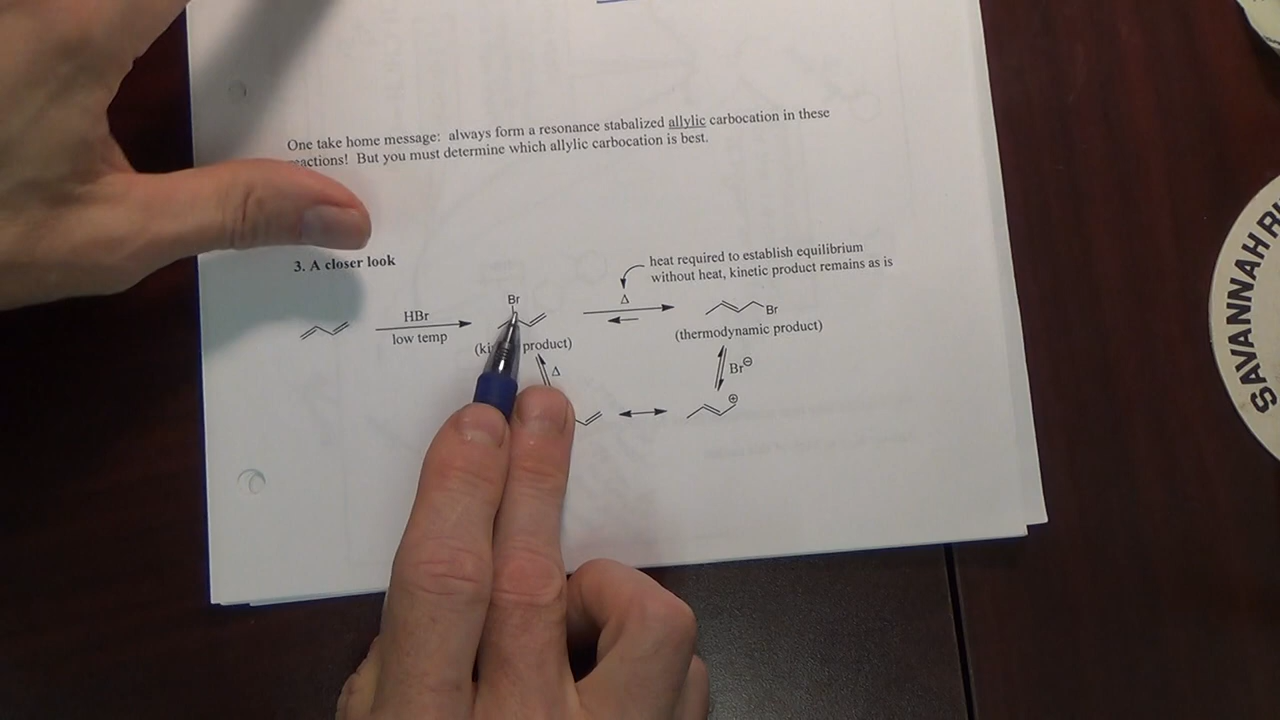 One take home message: always form a resonance stabalized allylic carbocation in these
But you must determine which allylic carbocation is best.
3. A closer look
heat required to establish equilibrium
without heat, kinetic product remains as is
HBr
low temp
Br
product)
Δ
Br
(thermodynamic product)
Δ
Br⊖
⊕
SAVANNAH